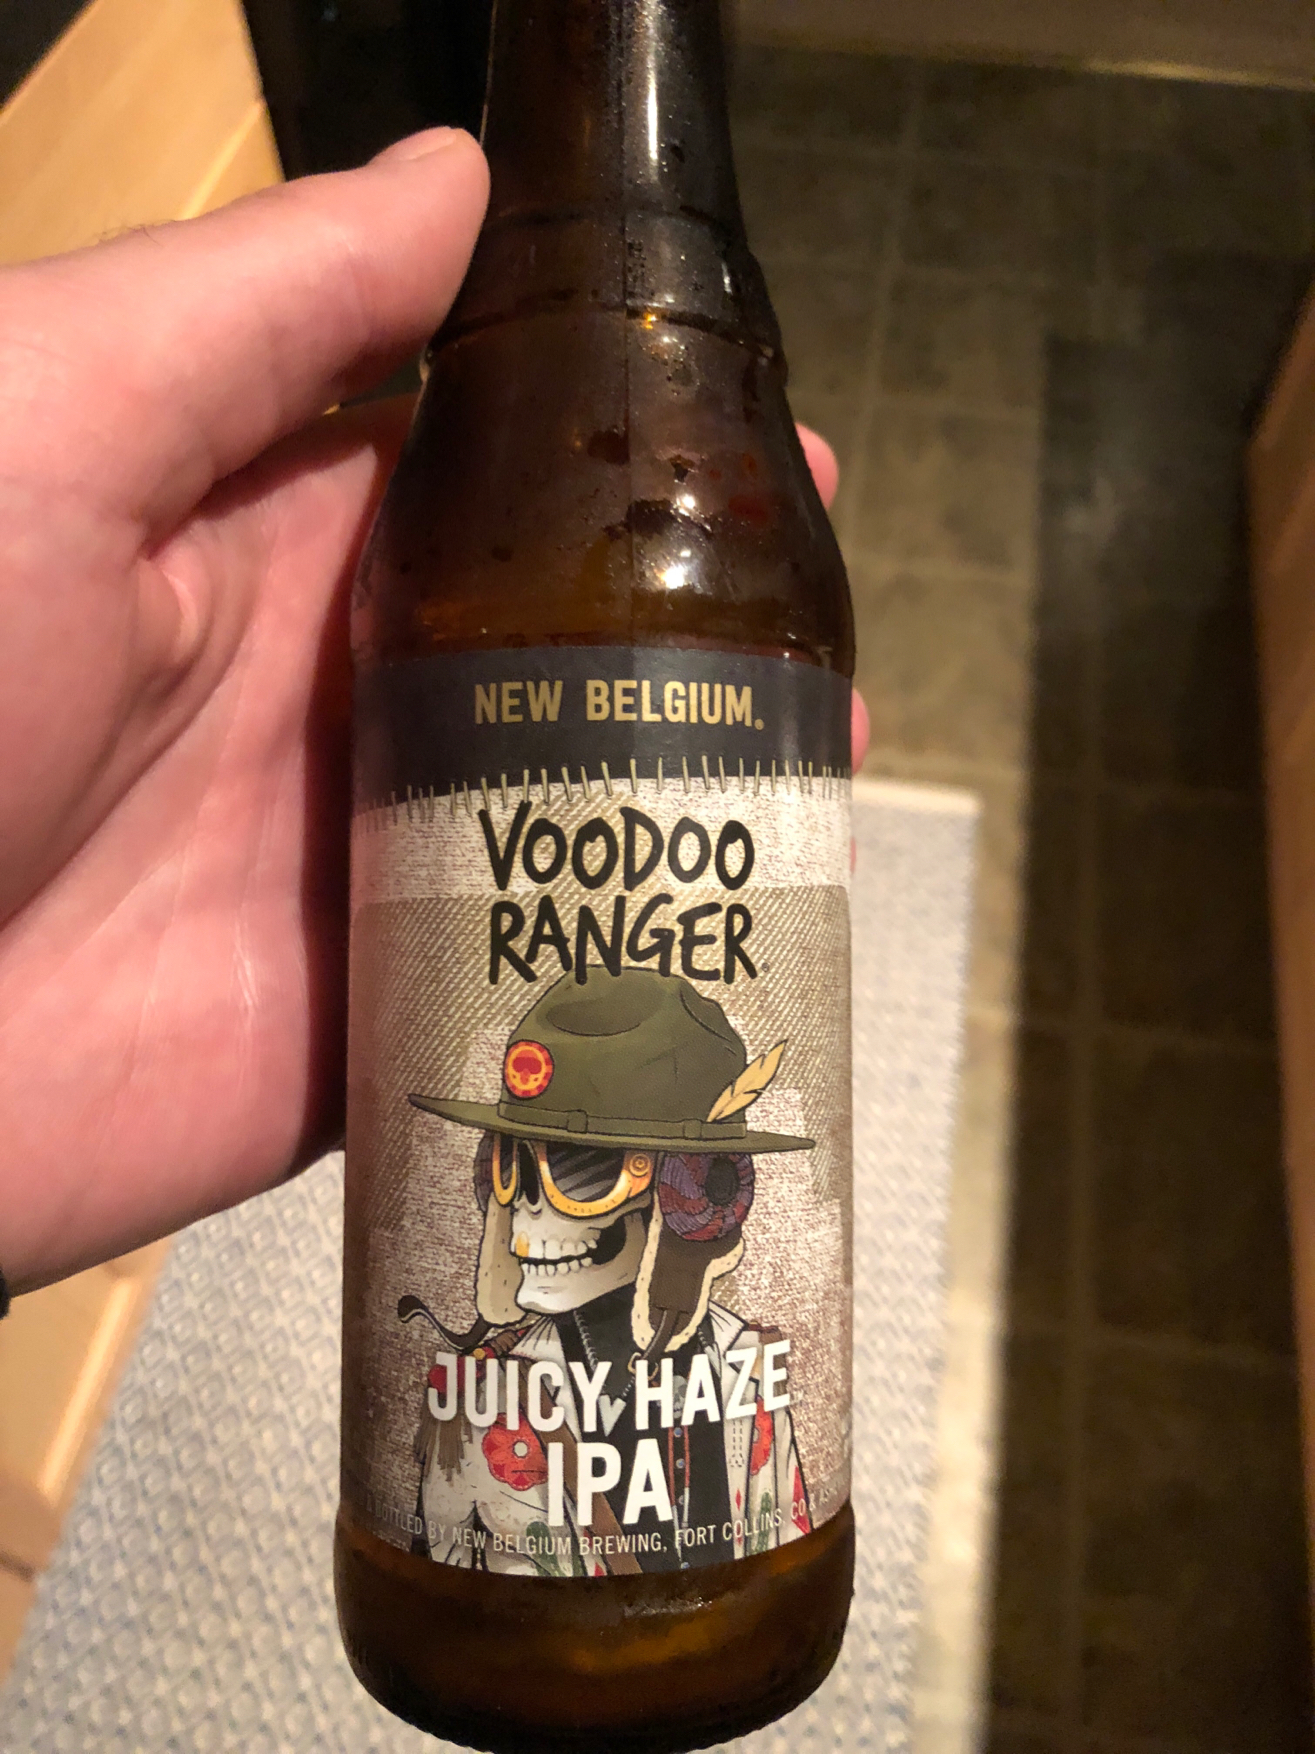 NEW BELGIUM®
VOODOO
RANGER
JUICY HAZE
IPA
BOTTLED BY NEW BELGIUM BREWING, FORT COLLINS, CO &